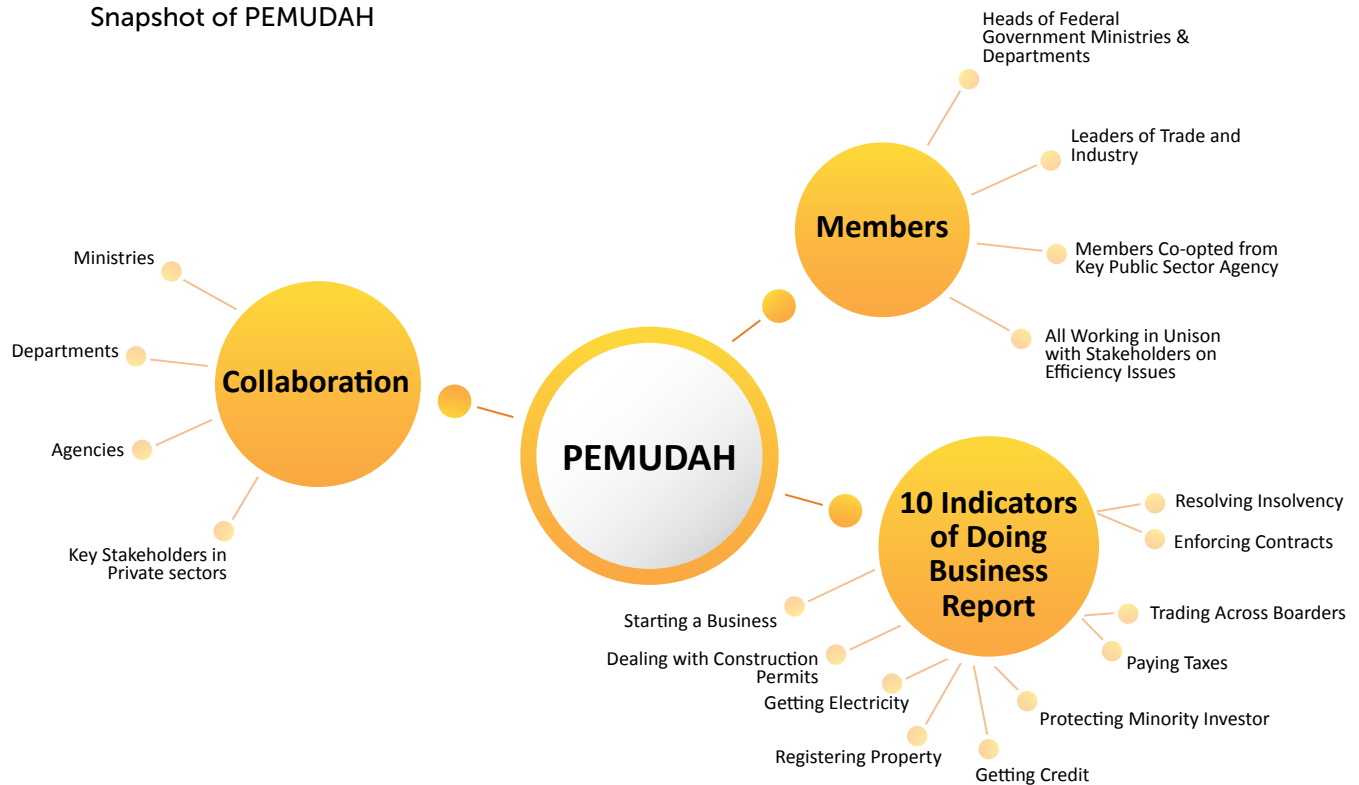 Snapshot of PEMUDAH
Heads of Federal
Government Ministries &
Departments
Leaders of Trade and
Industry
Members
Members Co-opted from
Key Public Sector Agency
All Working in Unison
with Stakeholders on
Efficiency Issues
Ministries
Departments
Collaboration
Agencies
Key Stakeholders in
Private sectors
PEMUDAH
10 Indicators
of Doing
Business
Report
Resolving Insolvency
Enforcing Contracts
Trading Across Boarders
Paying Taxes
Protecting Minority Investor
Getting Credit
Registering Property
Getting Electricity
Dealing with Construction
Permits
Starting a Business